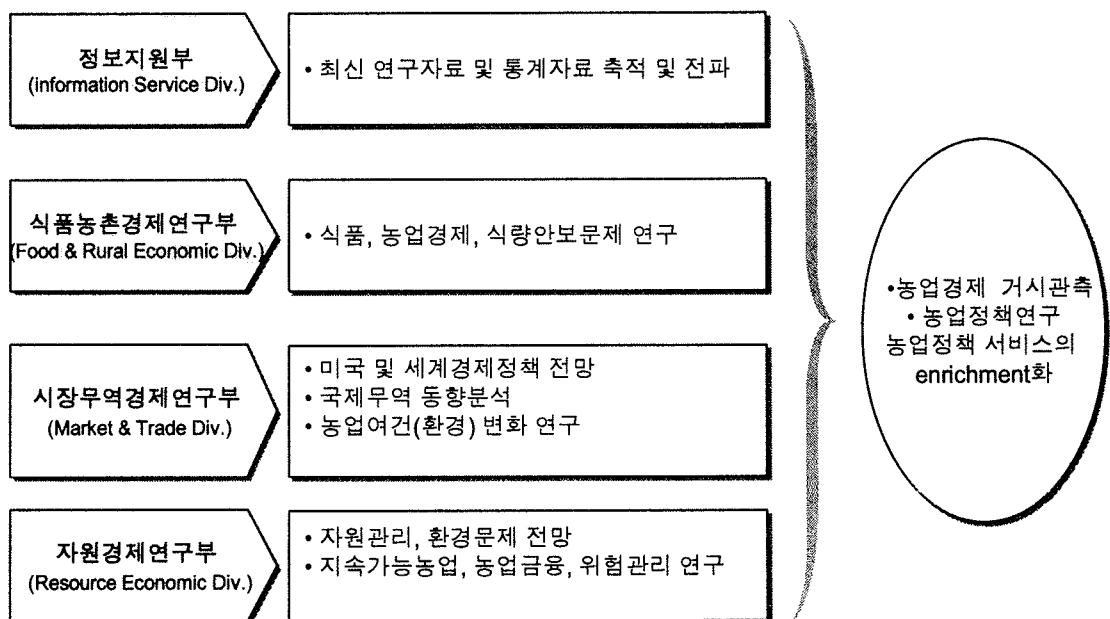 정보지원부
(information Service Div.)
• 최신 연구자료 및 통계자료 축적 및 전파
식품농촌경제연구부
(Food & Rural Economic Div.)
• 식품, 농업경제, 식량안보문제 연구
시장무역경제연구부
(Market & Trade Div.)
• 미국 및 세계경제정책 전망
• 국제무역 동향분석
• 농업여건(환경) 변화 연구
자원경제연구부
(Resource Economic Div.)
• 자원관리, 환경문제 전망
• 지속가능농업, 농업금융, 위험관리 연구
•농업경제 거시관측
• 농업정책연구
농업정책 서비스의
enrichment화